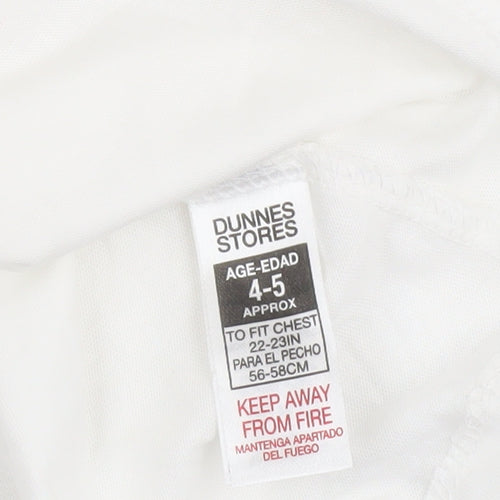 DUNNES
STORES
AGE-EDAD
4-5
APPROX
TO FIT CHEST
22-23IN
PARA EL PECHO
56-58CM
KEEP AWAY
FROM FIRE
MANTENGA APARTADO
DEL FUEGO